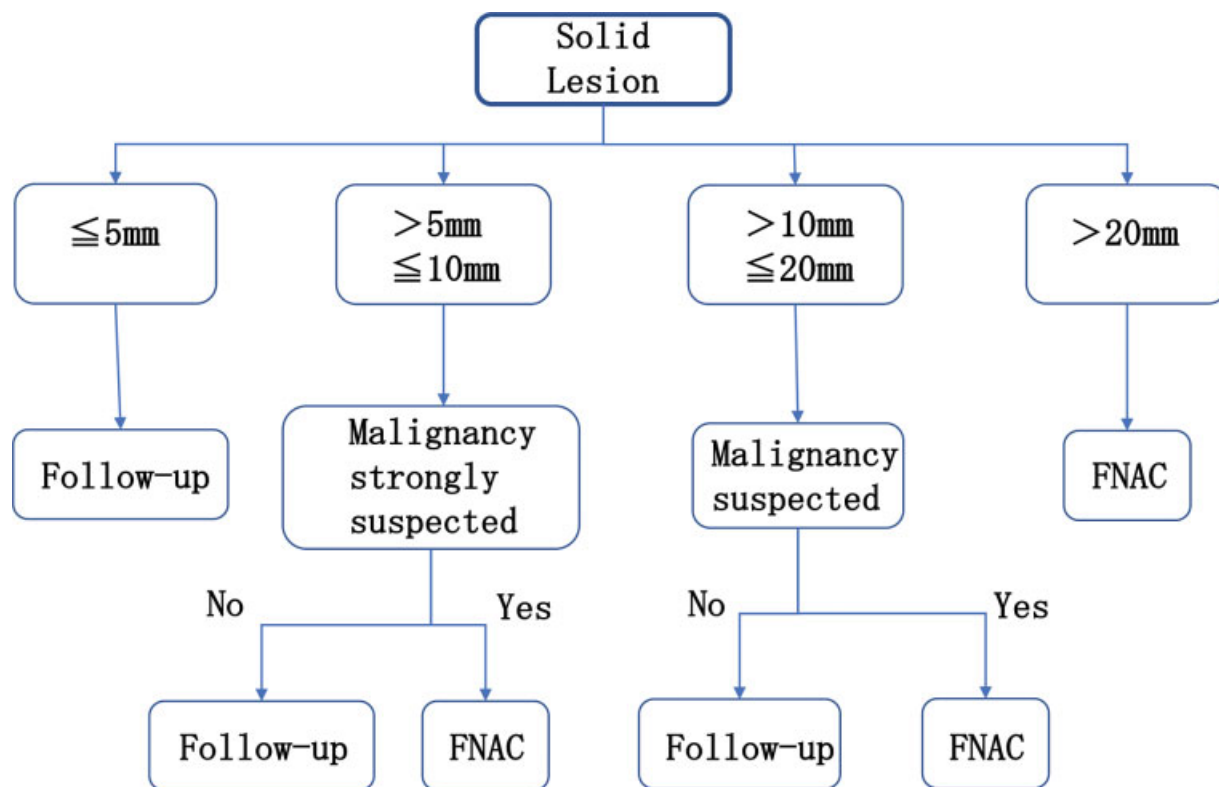 Solid
Lesion
≦5mm
＞5mm
≦10mm
＞10mm
≦20mm
＞20mm
Follow-up
Malignancy
strongly
suspected
Malignancy
suspected
FNAC
No
Yes
No
Yes
Follow-up
FNAC
Follow-up
FNAC